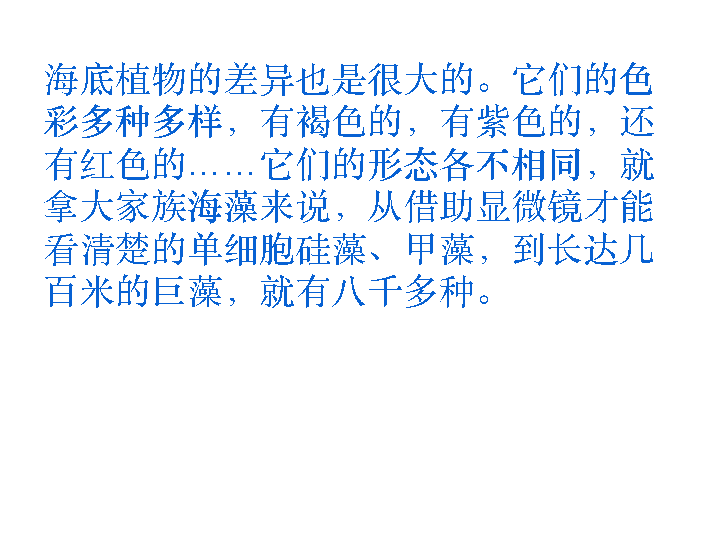 海底植物的差异也是很大的。它们的色
彩多种多样，有褐色的，有紫色的，还
有红色的……它们的形态各不相同，就
拿大家族海藻来说，从借助显微镜才能
看清楚的单细胞硅藻、甲藻，到长达几
百米的巨藻，就有八千多种。